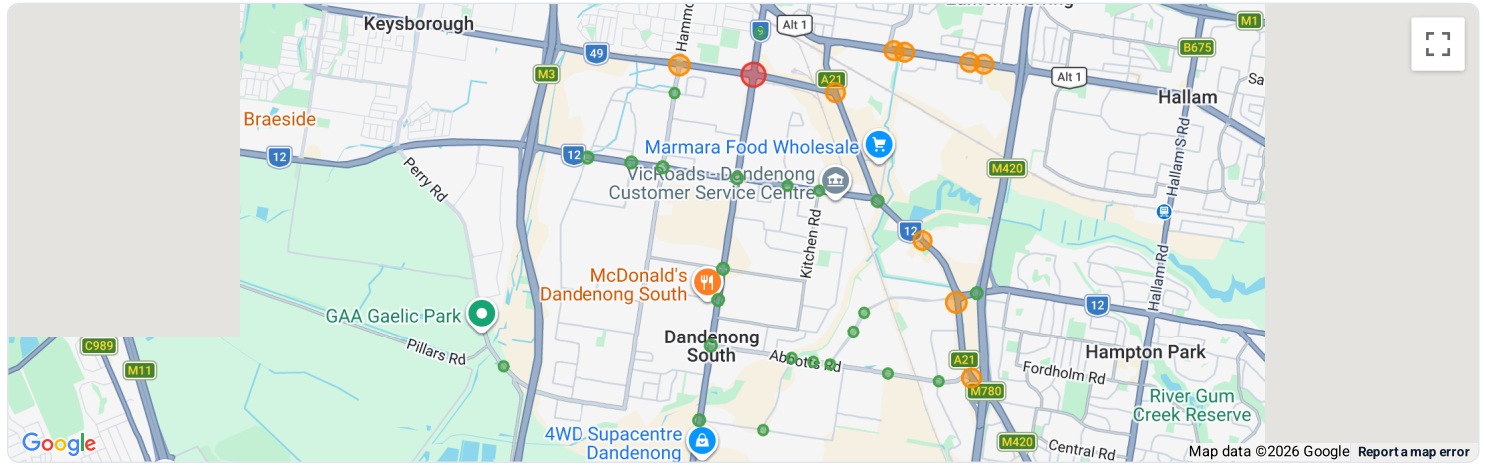 Keysborough
Hammo
9
Alt 1
M1
B675
49
M3
A21
Alt 1
Sa
Hallam
Braeside
12
12
Marmara Food Wholesale
VicRoads - Dandenong
Customer Service Centre
M420
Hallam S Rd
Perry Rd
Kitchen Rd
12
Hallam Rd
McDonald's
Dandenong South
12
GAA Gaelic Park
C989
M11
Pillars Rd
Dandenong
South
Abbotts Rd
A21
M780
Fordholm Rd
Hampton Park
River Gum
Creek Reserve
4WD Supacentre
Dandenong
M420
Central Rd
Google
Map data ©2026 Google
Report a map error